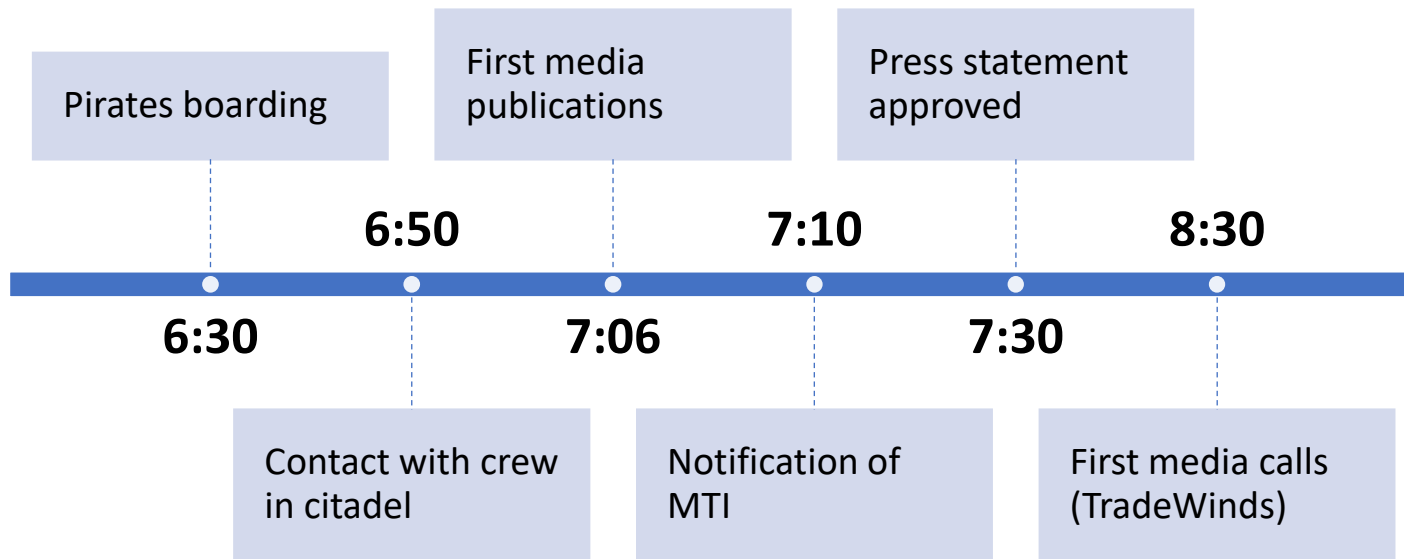 Pirates boarding
First media
publications
Press statement
approved
6:50
7:10
8:30
6:30
7:06
7:30
Contact with crew
in citadel
Notification of
MTI
First media calls
(TradeWinds)